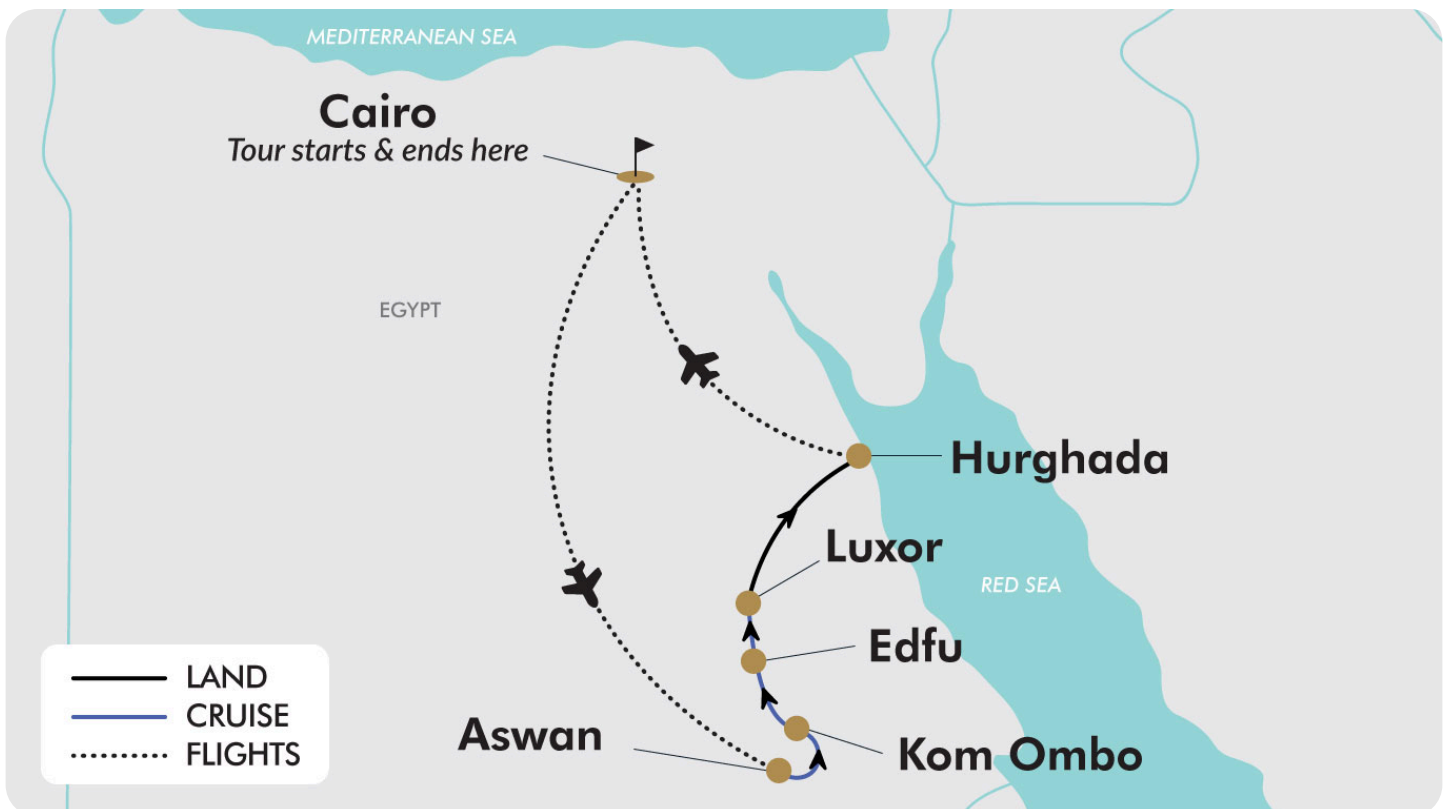 MEDITERRANEAN SEA
Cairo
Tour starts & ends here
EGYPT
Hurghada
Luxor
RED SEA
Edfu
Aswan
Kom Ombo
LAND
CRUISE
FLIGHTS